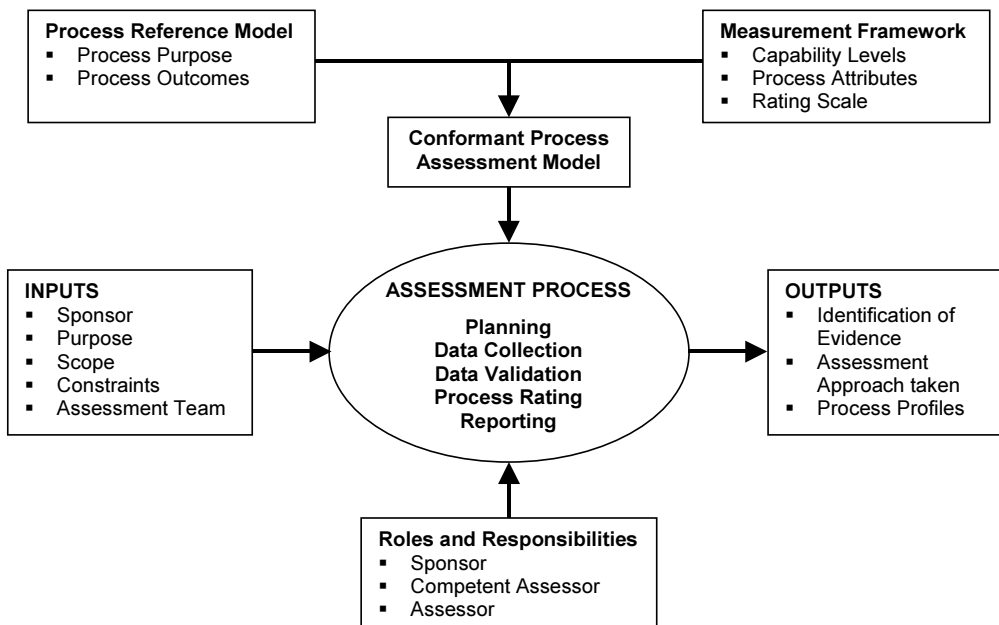 Process Reference Model
▪ Process Purpose
▪ Process Outcomes
Measurement Framework
▪ Capability Levels
▪ Process Attributes
▪ Rating Scale
Conformant Process
Assessment Model
INPUTS
▪ Sponsor
▪ Purpose
▪ Scope
▪ Constraints
▪ Assessment Team
ASSESSMENT PROCESS
Planning
Data Collection
Data Validation
Process Rating
Reporting
OUTPUTS
▪ Identification of
Evidence
▪ Assessment
Approach taken
▪ Process Profiles
Roles and Responsibilities
▪ Sponsor
▪ Competent Assessor
▪ Assessor